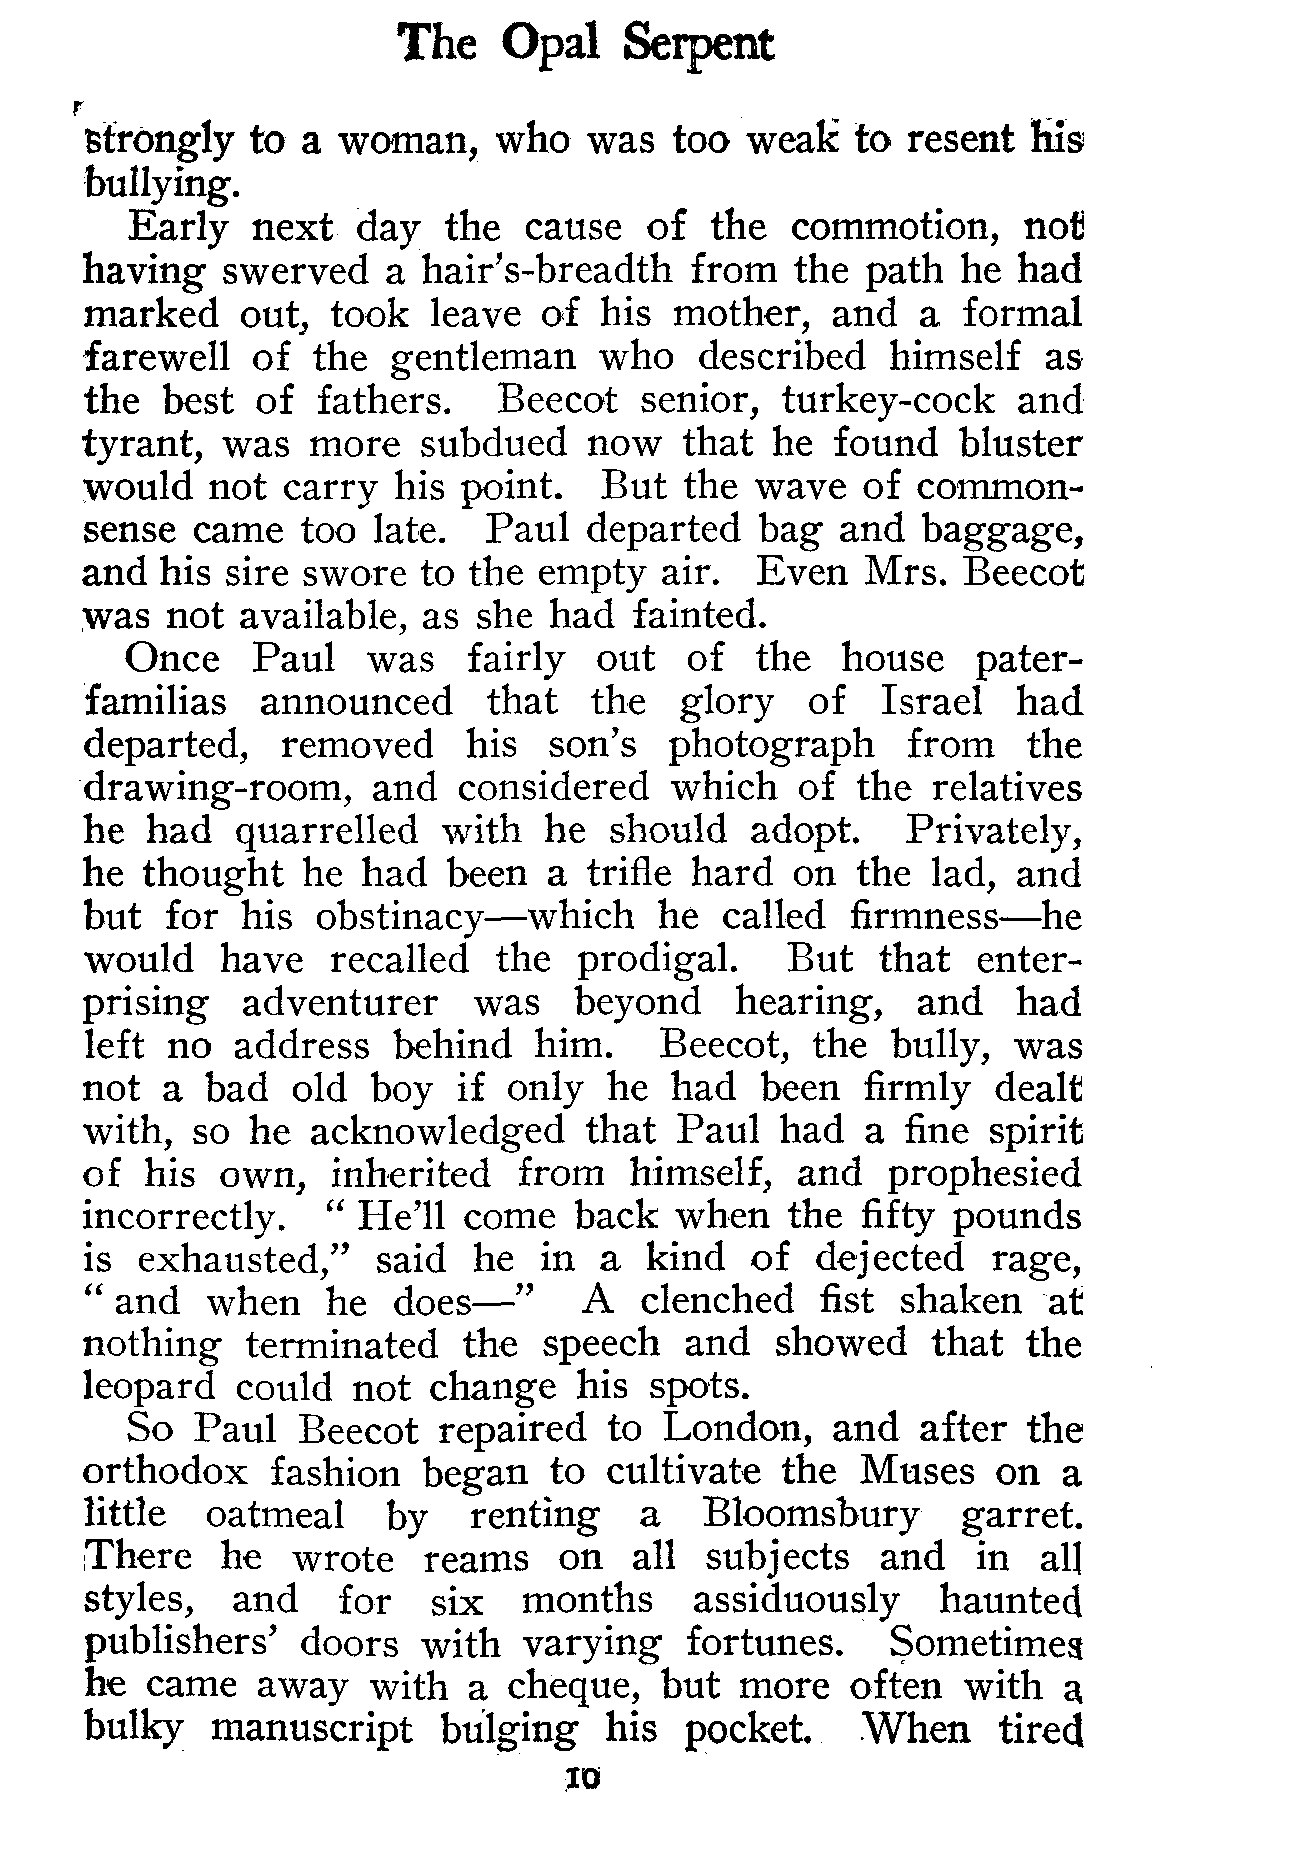 The Opal Serpent
strongly to a woman, who was too weak to resent his
bullying.
Early next day the cause of the commotion, not
having swerved a hair's-breadth from the path he had
marked out, took leave of his mother, and a formal
farewell of the gentleman who described himself as
the best of fathers. Beecot senior, turkey-cock and
tyrant, was more subdued now that he found bluster
would not carry his point. But the wave of common-
sense came too late. Paul departed bag and baggage,
and his sire swore to the empty air. Even Mrs. Beecot
was not available, as she had fainted.
Once Paul was fairly out of the house pater-
familias announced that the glory of Israel had
departed, removed his son's photograph from the
drawing-room, and considered which of the relatives
he had quarrelled with he should adopt. Privately,
he thought he had been a trifle hard on the lad, and
but for his obstinacy—which he called firmness—he
would have recalled the prodigal. But that enter-
prising adventurer was beyond hearing, and had
left no address behind him. Beecot, the bully, was
not a bad old boy if only he had been firmly dealt
with, so he acknowledged that Paul had a fine spirit
of his own, inherited from himself, and prophesied
incorrectly. " He'll come back when the fifty pounds
is exhausted," said he in a kind of dejected rage,
" and when he does—" A clenched fist shaken at
nothing terminated the speech and showed that the
leopard could not change his spots.
So Paul Beecot repaired to London, and after the
orthodox fashion began to cultivate the Muses on a
little oatmeal by renting a Bloomsbury garret.
There he wrote reams on all subjects and in all
styles, and for six months assiduously haunted
publishers' doors with varying fortunes. Sometimes
he came away with a cheque, but more often with a
bulky manuscript bulging his pocket. When tired
10